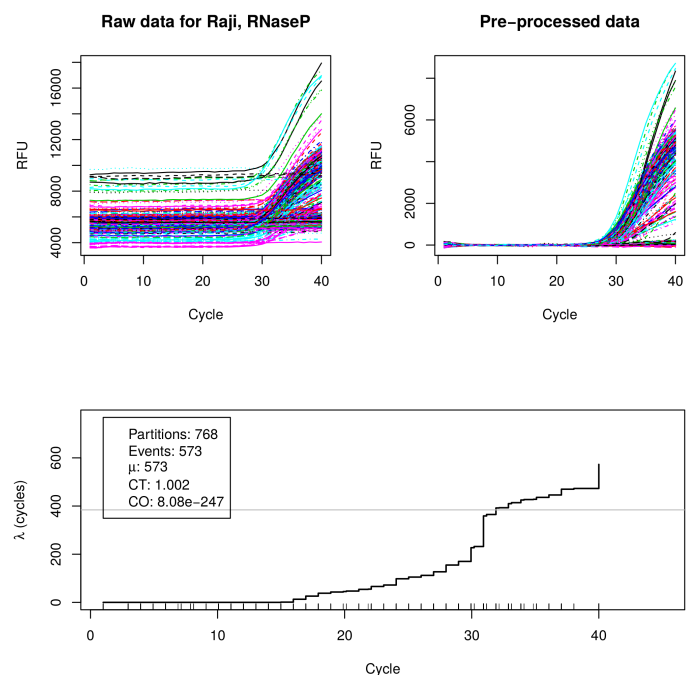 Raw data for Raji, RNaseP
Pre−processed data
RFU
4000 8000 12000 16000
0 10 20 30 40
Cycle
RFU
0 2000 6000
0 10 20 30 40
Cycle
λ (cycles)
0 200 400 600
Partitions: 768
Events: 573
μ: 573
CT: 1.002
CO: 8.08e−247
0 10 20 30 40
Cycle